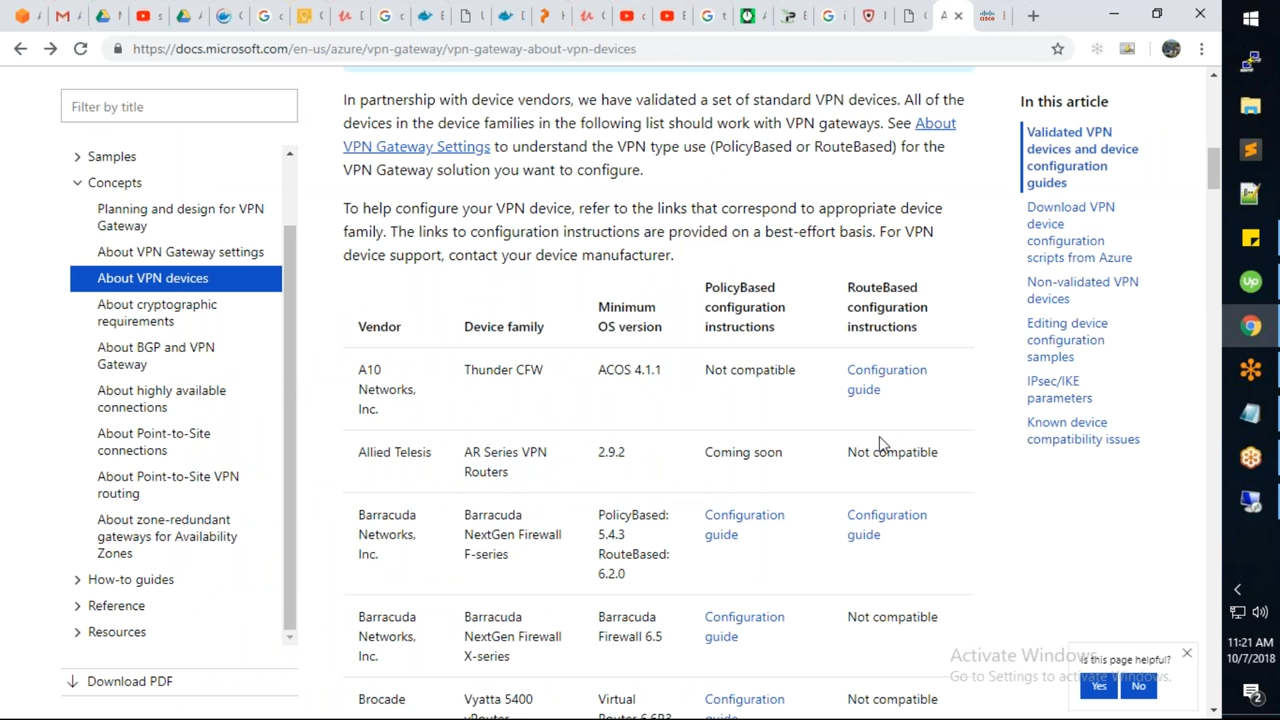 https://docs.microsoft.com/en-us/azure/vpn-gateway/vpn-gateway-about-vpn-devices
Filter by title
Samples
Concepts
Planning and design for VPN
Gateway
About VPN Gateway settings
About VPN devices
About cryptographic
requirements
About BGP and VPN
Gateway
About highly available
connections
About Point-to-Site
connections
About Point-to-Site VPN
routing
About zone-redundant
gateways for Availability
Zones
How-to guides
Reference
Resources
Download PDF
In partnership with device vendors, we have validated a set of standard VPN devices. All of the
devices in the device families in the following list should work with VPN gateways. See About
VPN Gateway Settings to understand the VPN type use (PolicyBased or RouteBased) for the
VPN Gateway solution you want to configure.
To help configure your VPN device, refer to the links that correspond to appropriate device
family. The links to configuration instructions are provided on a best-effort basis. For VPN
device support, contact your device manufacturer.
Vendor
Device family
Minimum
OS version
PolicyBased
configuration
instructions
RouteBased
configuration
instructions
A10
Networks,
Inc.
Thunder CFW
ACOS 4.1.1
Not compatible
Configuration
guide
Allied Telesis
AR Series VPN
Routers
2.9.2
Coming soon
Not compatible
Barracuda
Networks,
Inc.
Barracuda
NextGen Firewall
F-series
PolicyBased:
5.4.3
RouteBased:
6.2.0
Configuration
guide
Configuration
guide
Barracuda
Networks,
Inc.
Barracuda
NextGen Firewall
X-series
Barracuda
Firewall 6.5
Configuration
guide
Not compatible
Brocade
Vyatta 5400
Virtual
Configuration
Not compatible
In this article
Validated VPN
devices and device
configuration
guides
Download VPN
device
configuration
scripts from Azure
Non-validated VPN
devices
Editing device
configuration
samples
IPsec/IKE
parameters
Known device
compatibility issues
Activate Windows
Go to Settings to activate Windows.
Is this page helpful?
Yes
No
Up
11:21 AM
10/7/2018
2